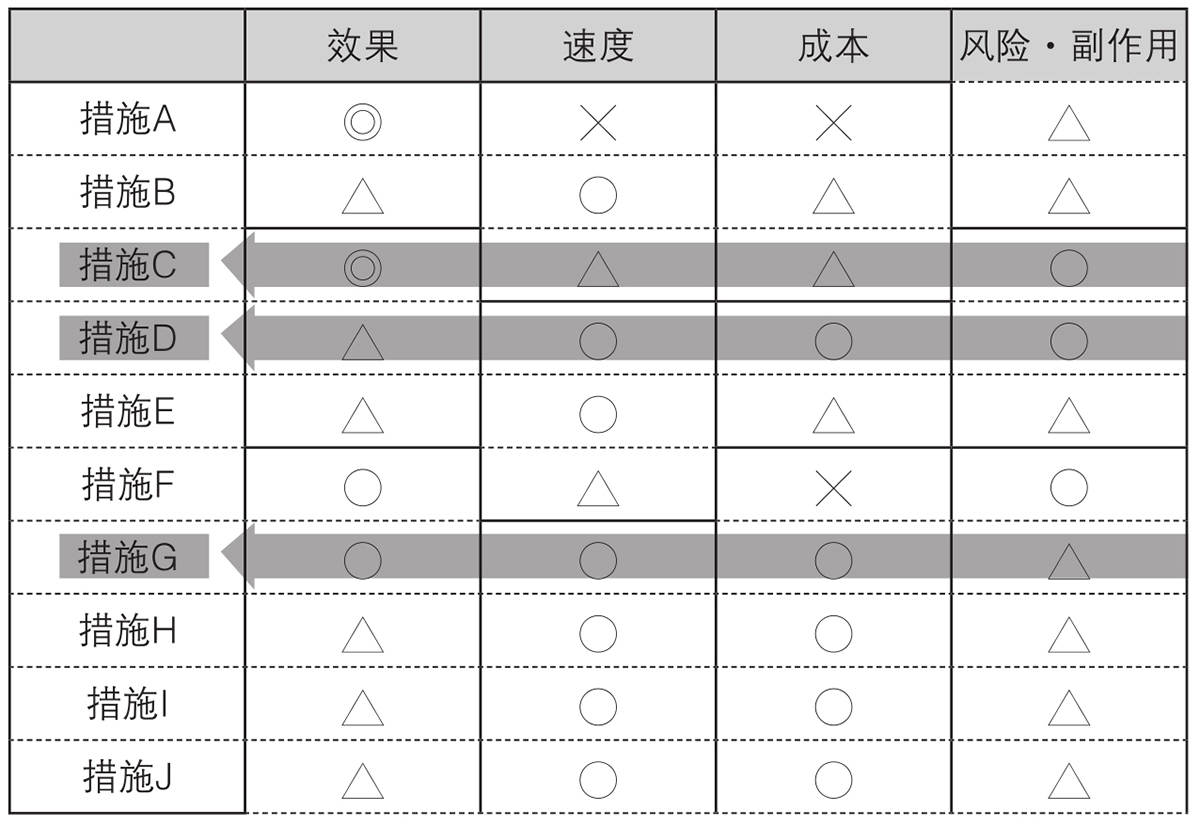 效果 速度 成本 风险・副作用
措施A ◎ × × △
措施B △ ○ △ △
措施C ◎ △ △ ○
措施D △ ○ ○ ○
措施E △ ○ △ △
措施F ○ △ × ○
措施G ○ ○ ○ △
措施H △ ○ ○ △
措施I △ ○ ○ △
措施J △ ○ ○ △